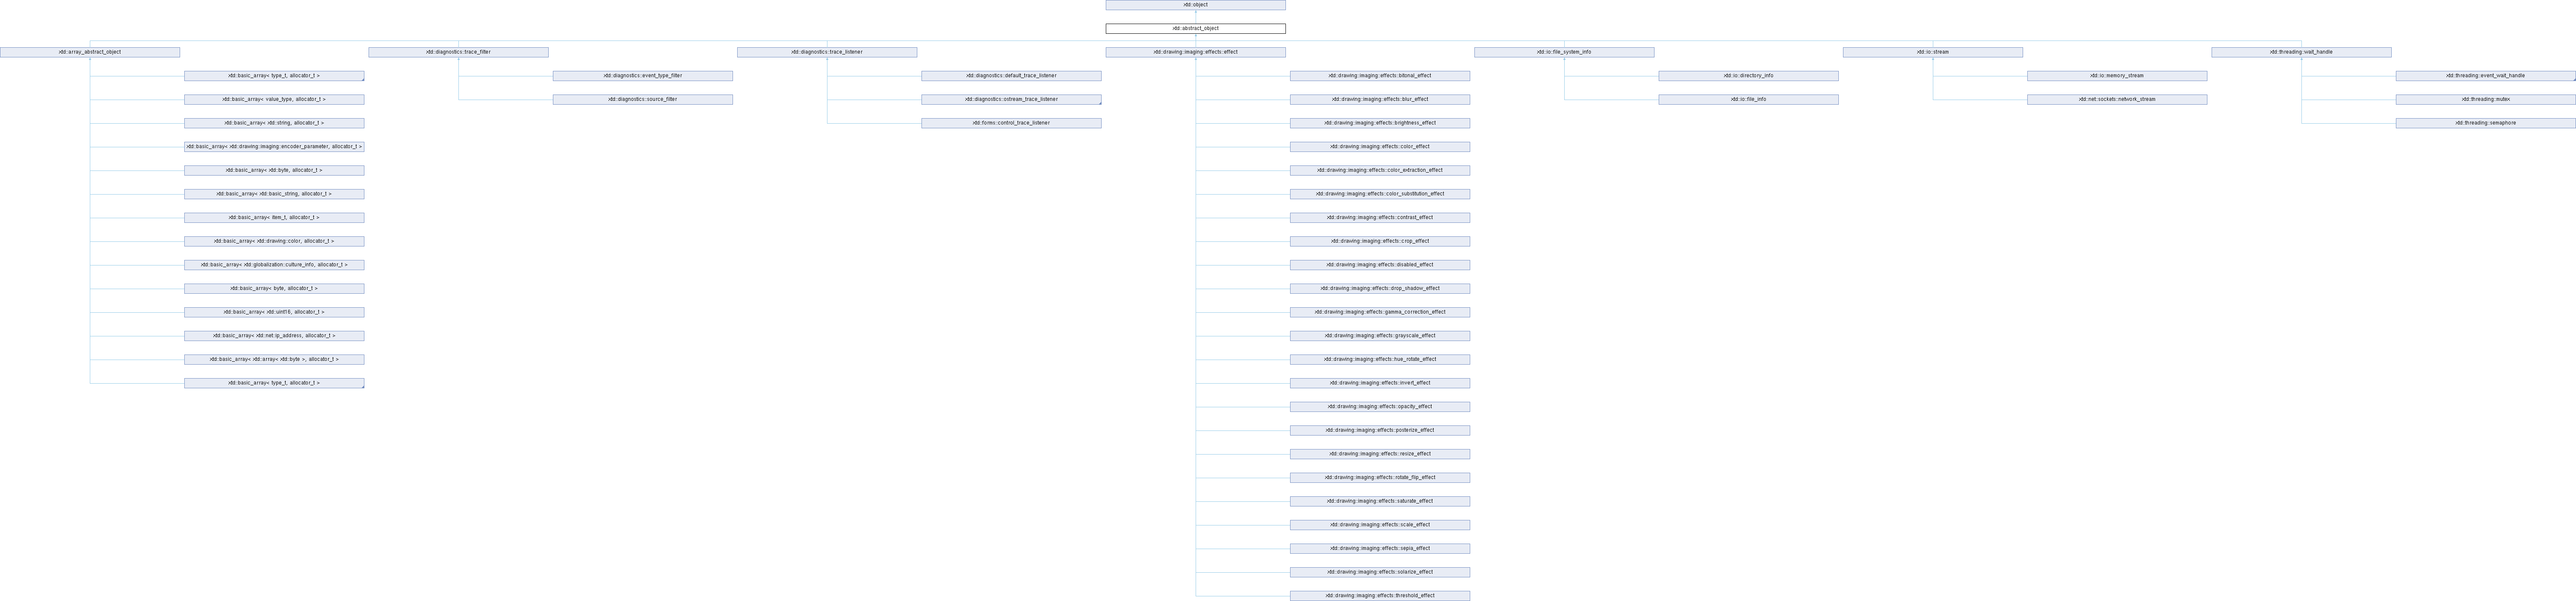 xtd::object
xtd::abstract_object
xtd::array_abstract_object
xtd::diagnostics::trace_filter
xtd::diagnostics::trace_listener
xtd::drawing::imaging::effects::effect
xtd::io::file_system_info
xtd::io::stream
xtd::threading::wait_handle
xtd::basic_array< type_t, allocator_t >
xtd::diagnostics::event_type_filter
xtd::diagnostics::default_trace_listener
xtd::drawing::imaging::effects::bitonal_effect
xtd::io::directory_info
xtd::io::memory_stream
xtd::threading::event_wait_handle
xtd::basic_array< value_type, allocator_t >
xtd::diagnostics::source_filter
xtd::diagnostics::ostream_trace_listener
xtd::drawing::imaging::effects::blur_effect
xtd::io::file_info
xtd::net::sockets::network_stream
xtd::threading::mutex
xtd::basic_array< xtd::string, allocator_t >
xtd::forms::control_trace_listener
xtd::drawing::imaging::effects::brightness_effect
xtd::threading::semaphore
xtd::basic_array< xtd::drawing::imaging::encoder_parameter, allocator_t >
xtd::drawing::imaging::effects::color_effect
xtd::basic_array< xtd::byte, allocator_t >
xtd::drawing::imaging::effects::color_extraction_effect
xtd::basic_array< xtd::basic_string, allocator_t >
xtd::drawing::imaging::effects::color_substitution_effect
xtd::basic_array< item_t, allocator_t >
xtd::drawing::imaging::effects::contrast_effect
xtd::basic_array< xtd::drawing::color, allocator_t >
xtd::drawing::imaging::effects::crop_effect
xtd::basic_array< xtd::globalization::culture_info, allocator_t >
xtd::drawing::imaging::effects::disabled_effect
xtd::basic_array< byte, allocator_t >
xtd::drawing::imaging::effects::drop_shadow_effect
xtd::basic_array< xtd::uint16, allocator_t >
xtd::drawing::imaging::effects::gamma_correction_effect
xtd::basic_array< xtd::net::ip_address, allocator_t >
xtd::drawing::imaging::effects::grayscale_effect
xtd::basic_array< xtd::array< xtd::byte >, allocator_t >
xtd::drawing::imaging::effects::hue_rotate_effect
xtd::basic_array< type_t, allocator_t >
xtd::drawing::imaging::effects::invert_effect
xtd::drawing::imaging::effects::opacity_effect
xtd::drawing::imaging::effects::posterize_effect
xtd::drawing::imaging::effects::resize_effect
xtd::drawing::imaging::effects::rotate_flip_effect
xtd::drawing::imaging::effects::saturate_effect
xtd::drawing::imaging::effects::scale_effect
xtd::drawing::imaging::effects::sepia_effect
xtd::drawing::imaging::effects::solarize_effect
xtd::drawing::imaging::effects::threshold_effect